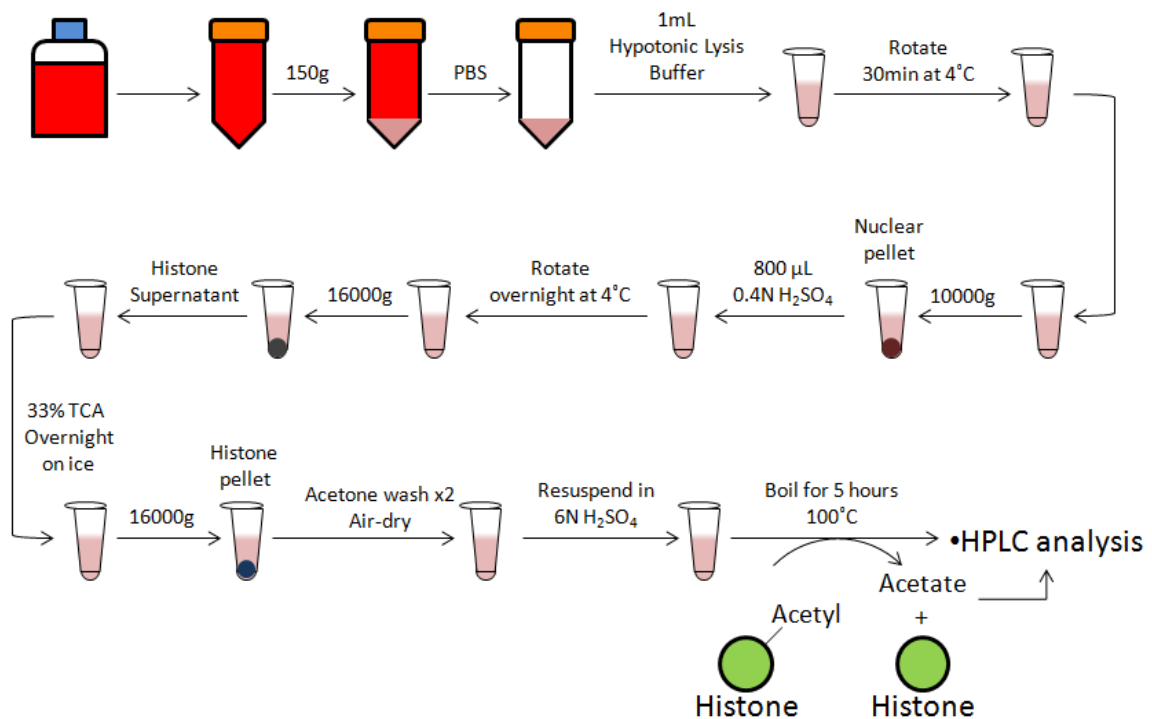 150g
PBS
1mL
Hypotonic Lysis
Buffer
Rotate
30min at 4˚C
Nuclear
pellet
10000g
800 µL
0.4N H₂SO₄
Rotate
overnight at 4˚C
16000g
Histone
Supernatant
33% TCA
Overnight
on ice
16000g
Histone
pellet
Acetone wash x2
Air-dry
Resuspend in
6N H₂SO₄
Boil for 5 hours
100˚C
•HPLC analysis
Acetyl
Histone
Acetate
+
Histone